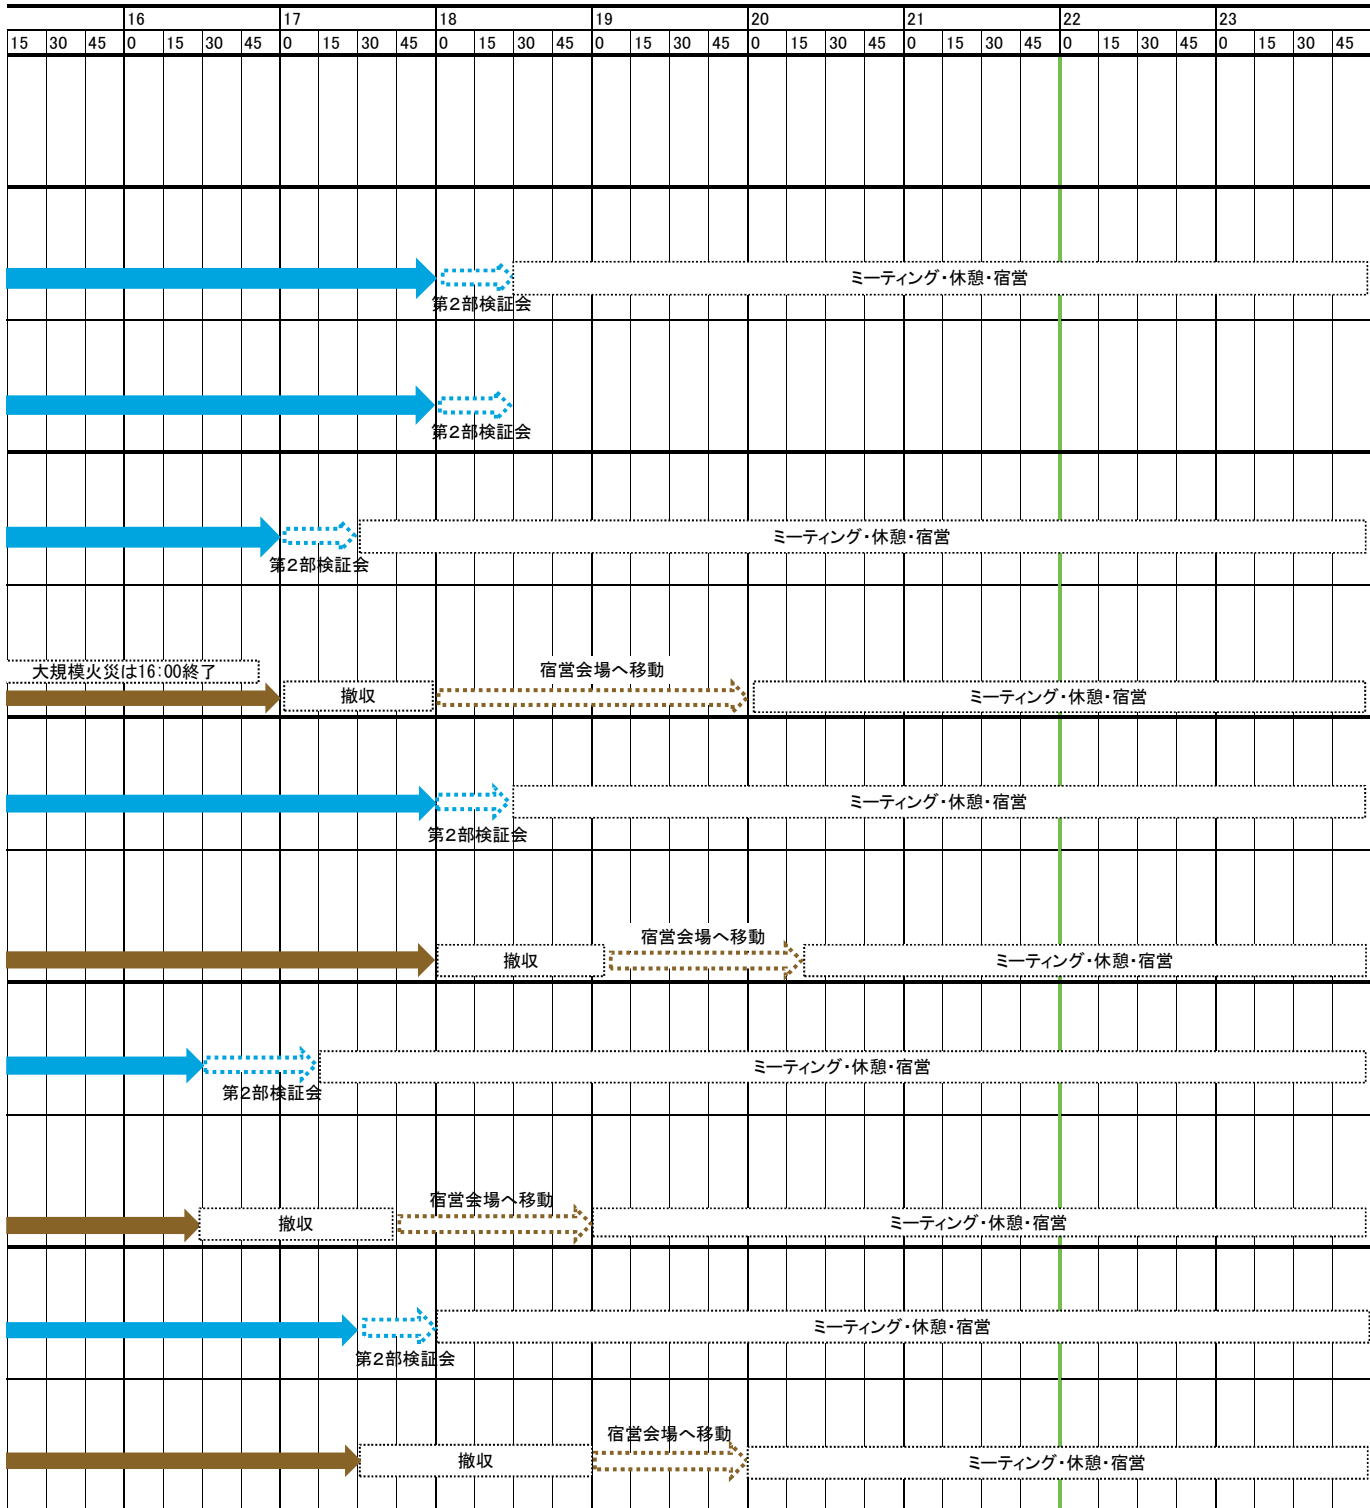 16 17 18 19 20 21 22 23
15 30 45 0 15 30 45 0 15 30 45 0 15 30 45 0 15 30 45 0 15 30 45 0 15 30 45 0 15 30 45 0 15 30 45
ミーティング・休憩・宿営
第2部検証会
第2部検証会
ミーティング・休憩・宿営
第2部検証会
大規模火災は16:00終了 宿営会場へ移動
撤収 ミーティング・休憩・宿営
ミーティング・休憩・宿営
第2部検証会
宿営会場へ移動
撤収 ミーティング・休憩・宿営
ミーティング・休憩・宿営
第2部検証会
宿営会場へ移動
撤収 ミーティング・休憩・宿営
ミーティング・休憩・宿営
第2部検証会
宿営会場へ移動
撤収 ミーティング・休憩・宿営